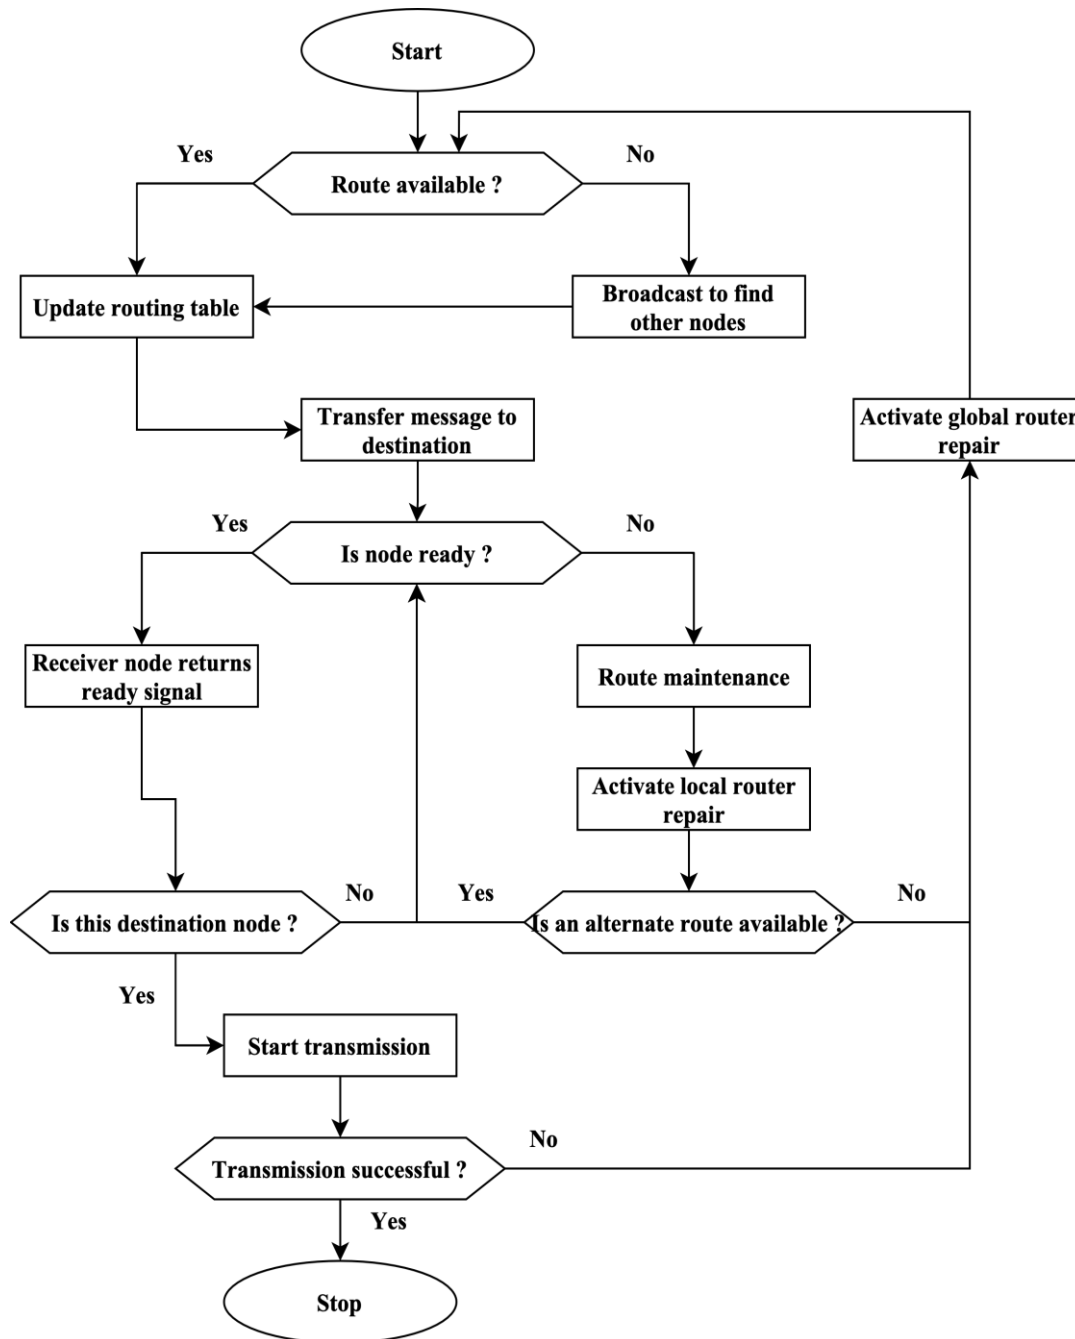 Start
Yes
No
Route available ?
Update routing table
Broadcast to find
other nodes
Transfer message to
destination
Activate global router
repair
Yes
No
Is node ready ?
Receiver node returns
ready signal
Route maintenance
Activate local router
repair
No
Yes
No
Is this destination node ?
Is an alternate route available ?
Yes
Start transmission
No
Transmission successful ?
Yes
Stop